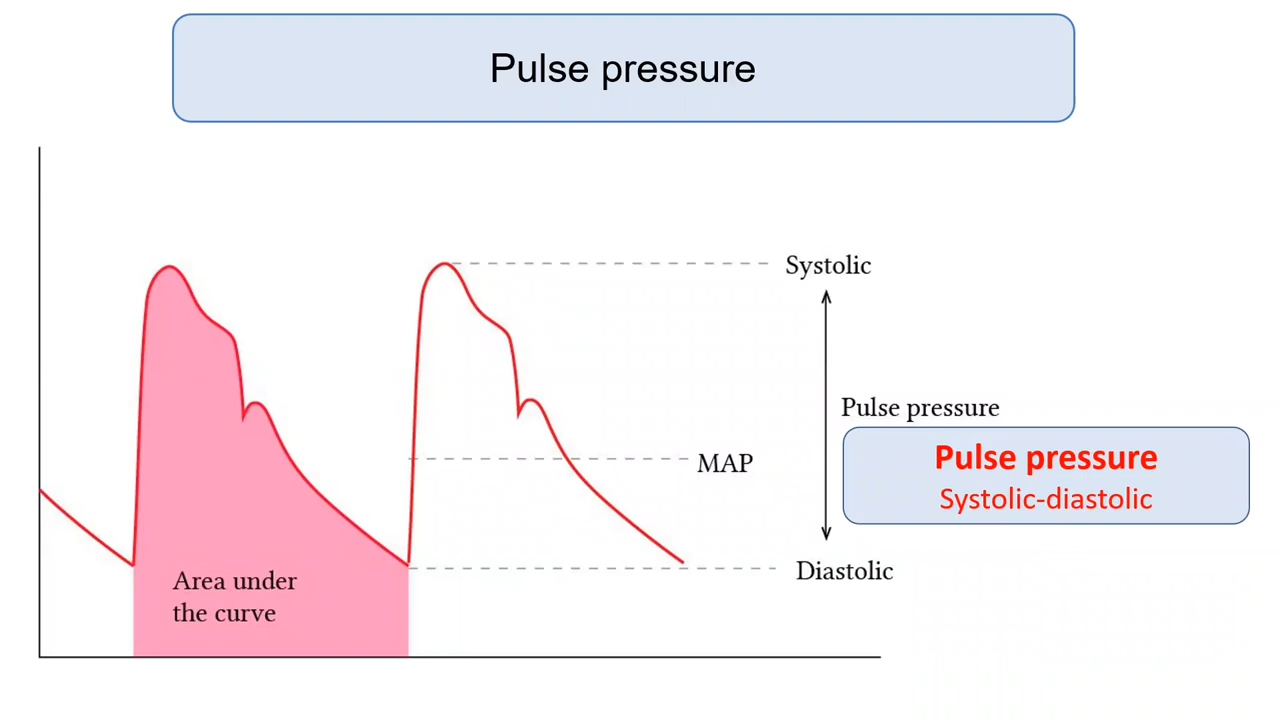 Pulse pressure
Systolic
Pulse pressure
Pulse pressure
Systolic-diastolic
MAP
Diastolic
Area under
the curve